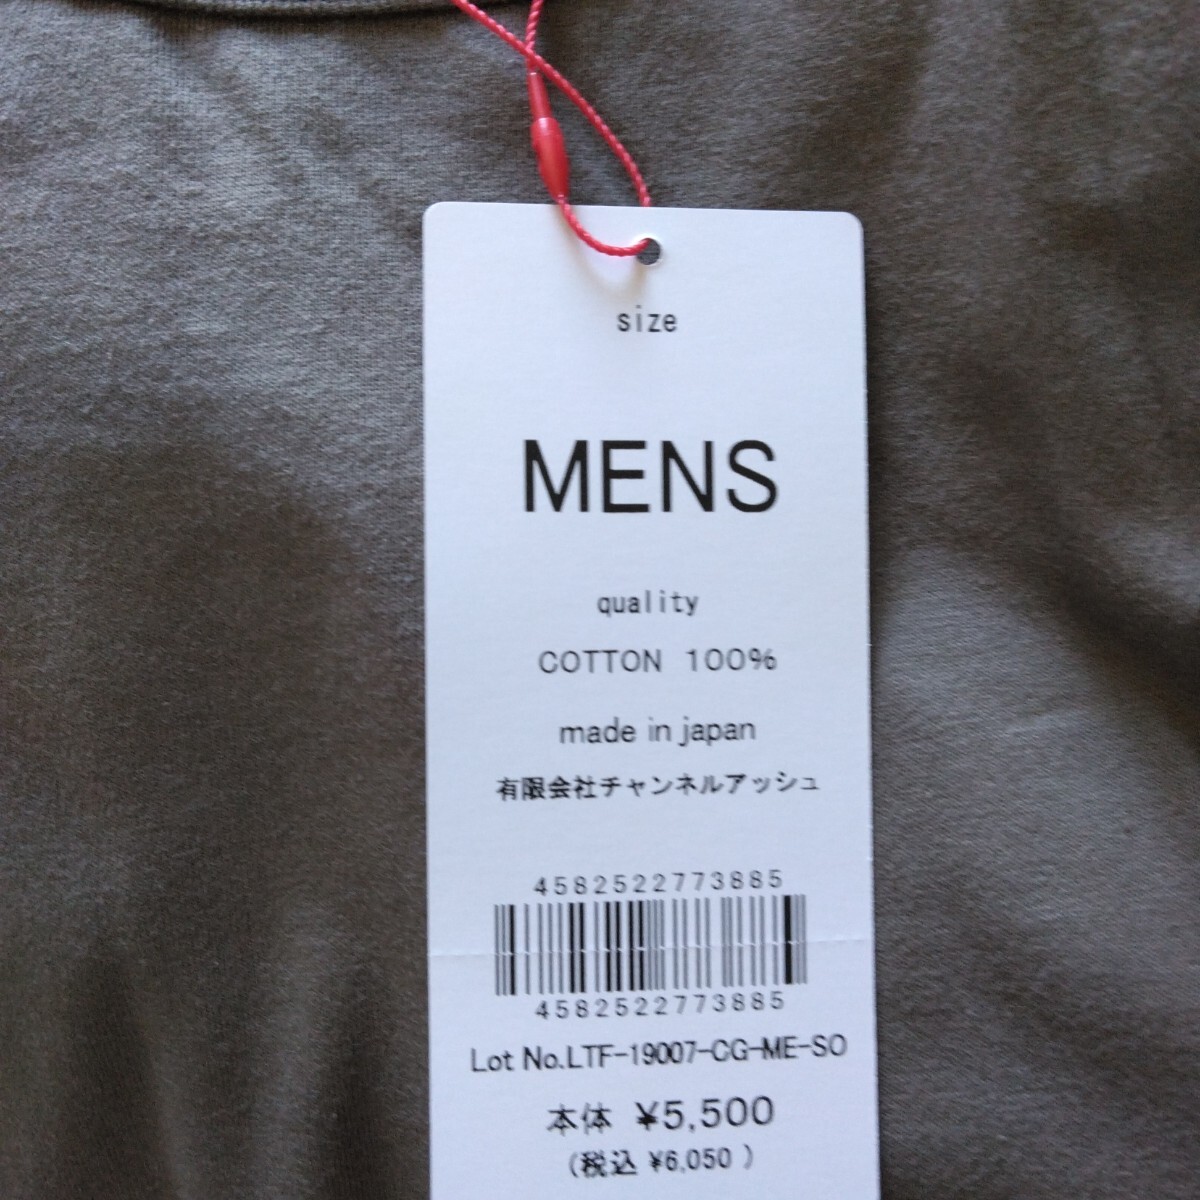 size
MENS
quality
COTTON 100%
made in japan
有限会社チャンネルアッシュ
4582522773885
4582522773885
Lot No.LTF-19007-CG-ME-SO
本体 ¥5,500
(税込 ¥6,050 )